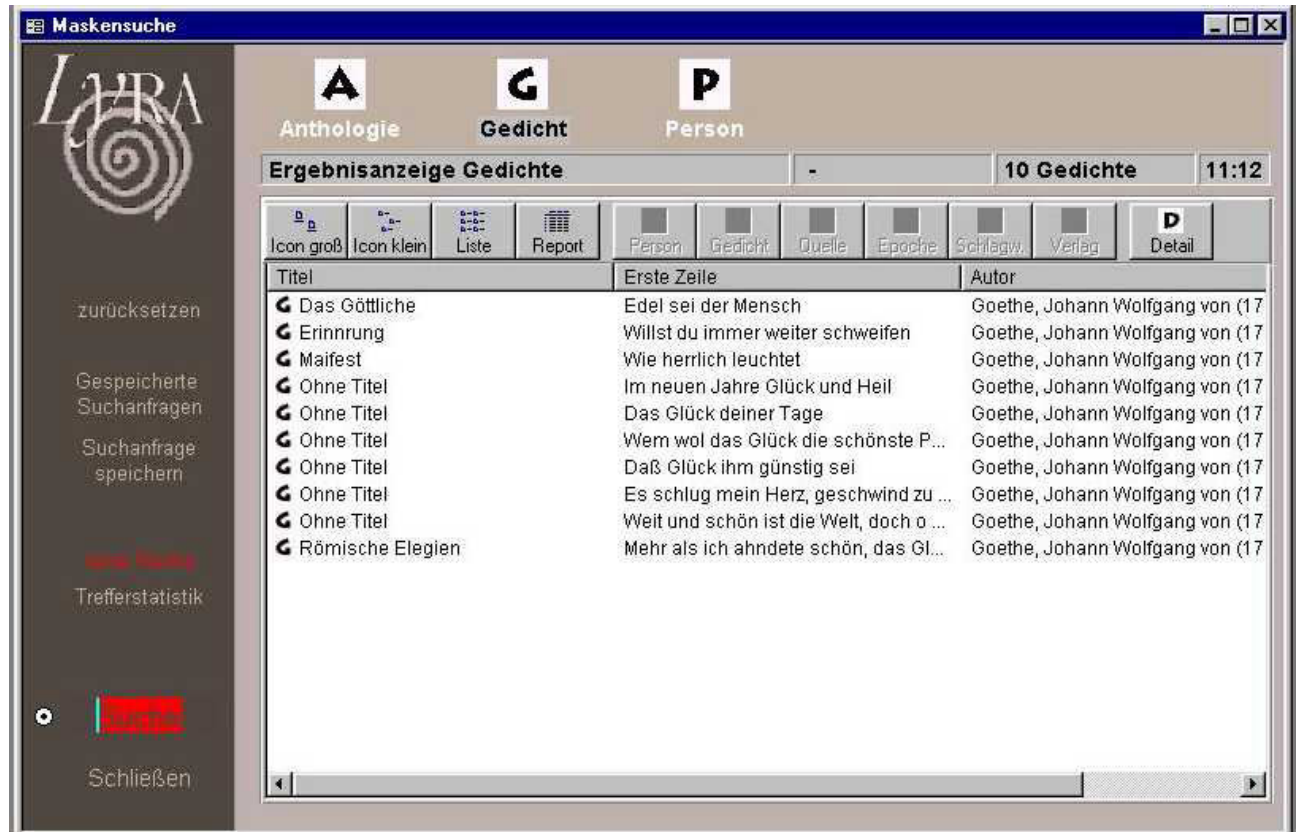 Maskensuche
LyRA
A G P
Anthologie Gedicht Person
Ergebnisanzeige Gedichte - 10 Gedichte 11:12
Icon groß Icon klein Liste Report Person Gedicht Quelle Epoche Schlagw. Verlag D Detail
Titel Erste Zeile Autor
G Das Göttliche Edel sei der Mensch Goethe, Johann Wolfgang von (17
G Erinnrung Willst du immer weiter schweifen Goethe, Johann Wolfgang von (17
G Maifest Wie herrlich leuchtet Goethe, Johann Wolfgang von (17
G Ohne Titel Im neuen Jahre Glück und Heil Goethe, Johann Wolfgang von (17
G Ohne Titel Das Glück deiner Tage Goethe, Johann Wolfgang von (17
G Ohne Titel Wem wol das Glück die schönste P... Goethe, Johann Wolfgang von (17
G Ohne Titel Daß Glück ihm günstig sei Goethe, Johann Wolfgang von (17
G Ohne Titel Es schlug mein Herz, geschwind zu ... Goethe, Johann Wolfgang von (17
G Ohne Titel Weit und schön ist die Welt, doch o ... Goethe, Johann Wolfgang von (17
G Römische Elegien Mehr als ich ahndete schön, das Gl... Goethe, Johann Wolfgang von (17
zurücksetzen
Gespeicherte
Suchanfragen
Suchanfrage
speichern
Trefferstatistik
Schließen